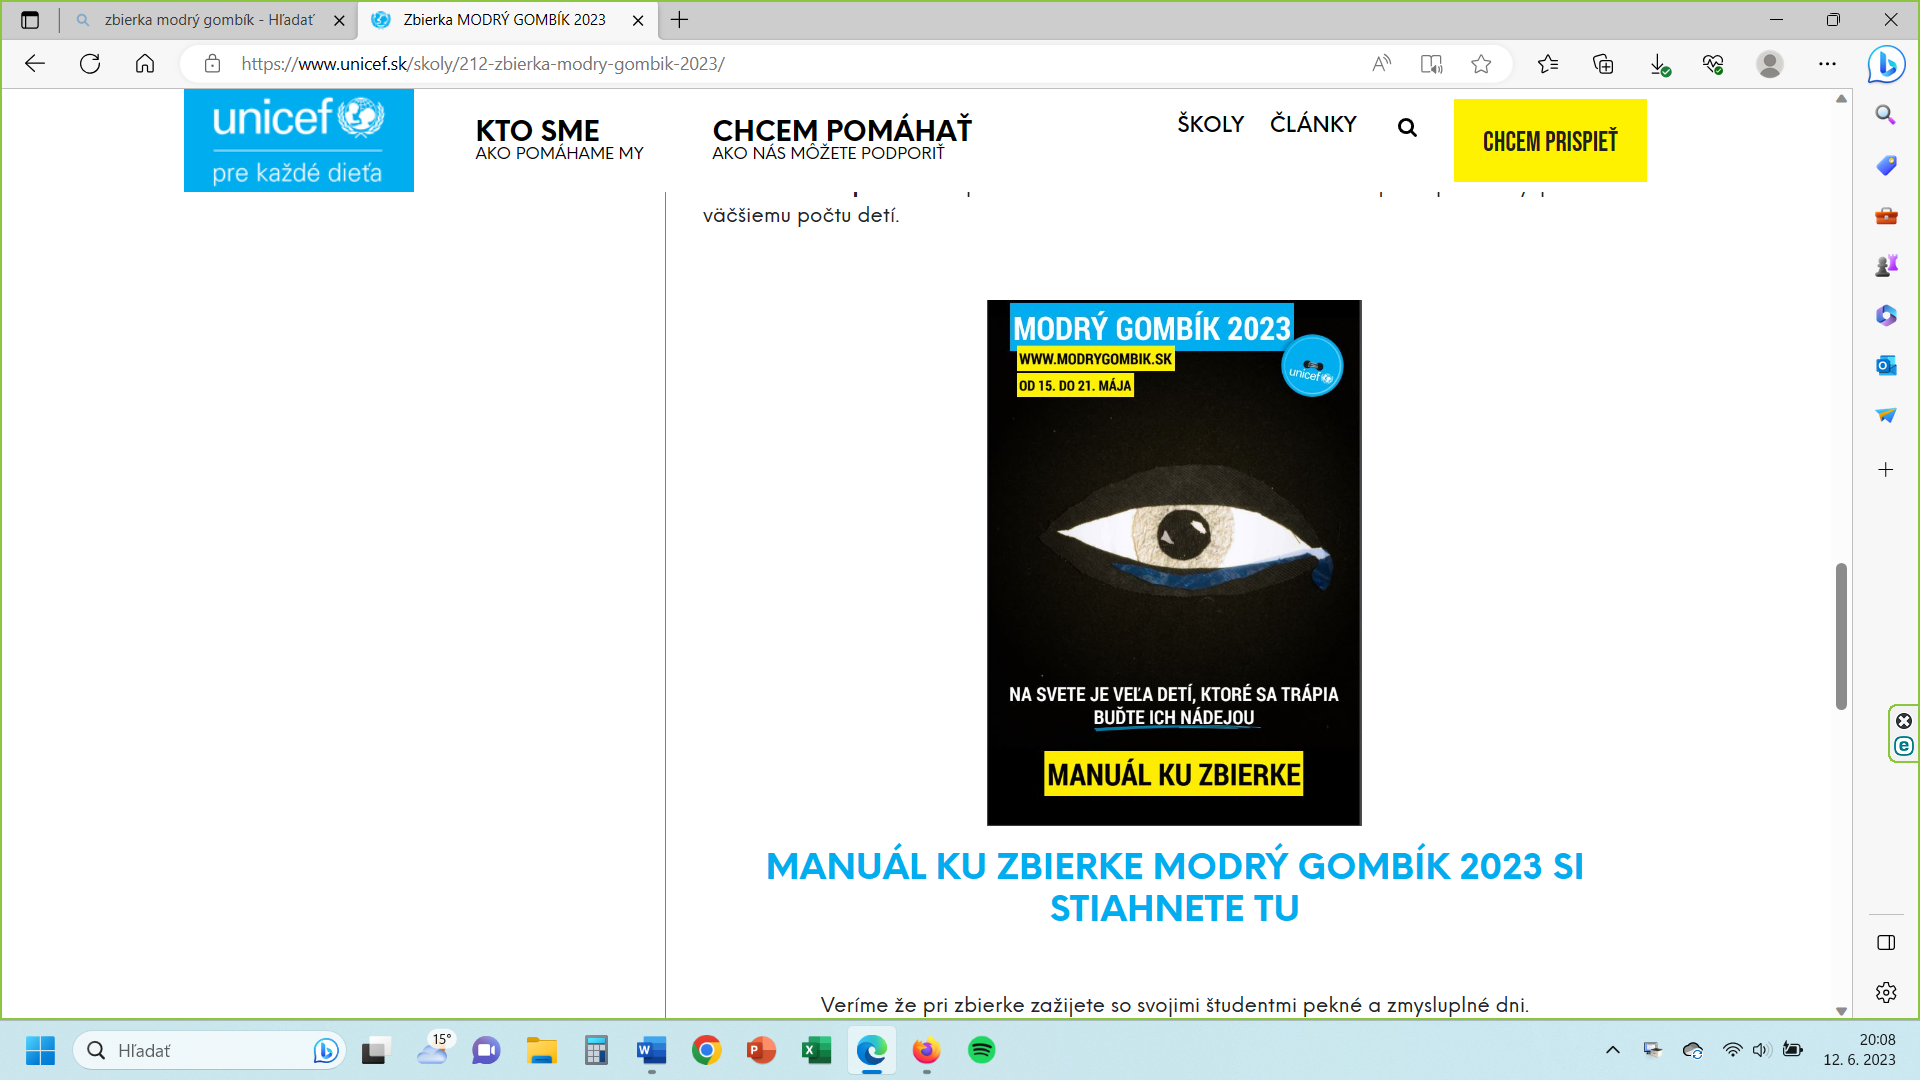 zbierka modrý gombík - Hľadať
Zbierka MODRÝ GOMBÍK 2023
https://www.unicef.sk/skoly/212-zbierka-modry-gombik-2023/
unicef
pre každé dieťa
KTO SME
AKO POMÁHAME MY
CHCEM POMÁHAŤ
AKO NÁS MÔŽETE PODPORIŤ
ŠKOLY
ČLÁNKY
CHCEM PRISPIEŤ
väčšiemu počtu detí.
MODRÝ GOMBÍK 2023
WWW.MODRYGOMBIK.SK
OD 15. DO 21. MÁJA
unicef
NA SVETE JE VEĽA DETÍ, KTORÉ SA TRÁPIA
BUĎTE ICH NÁDEJOU
MANUÁL KU ZBIERKE
MANUÁL KU ZBIERKE MODRÝ GOMBÍK 2023 SI
STIAHNETE TU
Veríme že pri zbierke zažijete so svojimi študentmi pekné a zmysluplné dni.
Hľadať
15°
20:08
12. 6. 2023